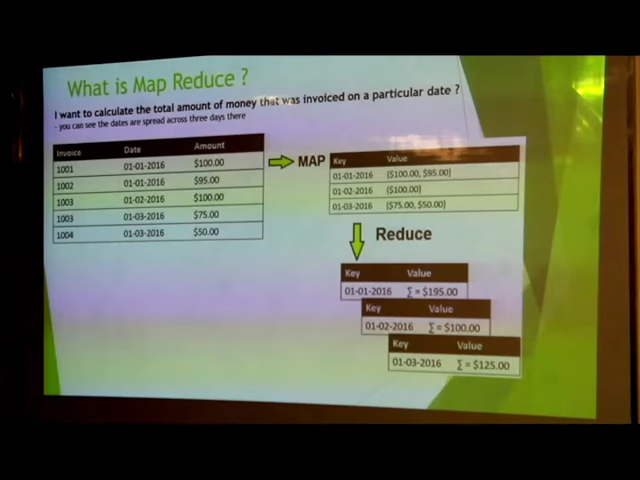 What is Map Reduce ?
I want to calculate the total amount of money that was invoiced on a particular date ?
- you can see the dates are spread across three days there
Invoice Date Amount
1001 01-01-2016 $100.00
1002 01-01-2016 $95.00
1003 01-02-2016 $100.00
1003 01-03-2016 $75.00
1004 01-03-2016 $50.00
MAP
Key Value
01-01-2016 {$100.00, $95.00}
01-02-2016 {$100.00}
01-03-2016 {$75.00, $50.00}
Reduce
Key Value
01-01-2016 ∑ = $195.00
Key Value
01-02-2016 ∑ = $100.00
Key Value
01-03-2016 ∑ = $125.00